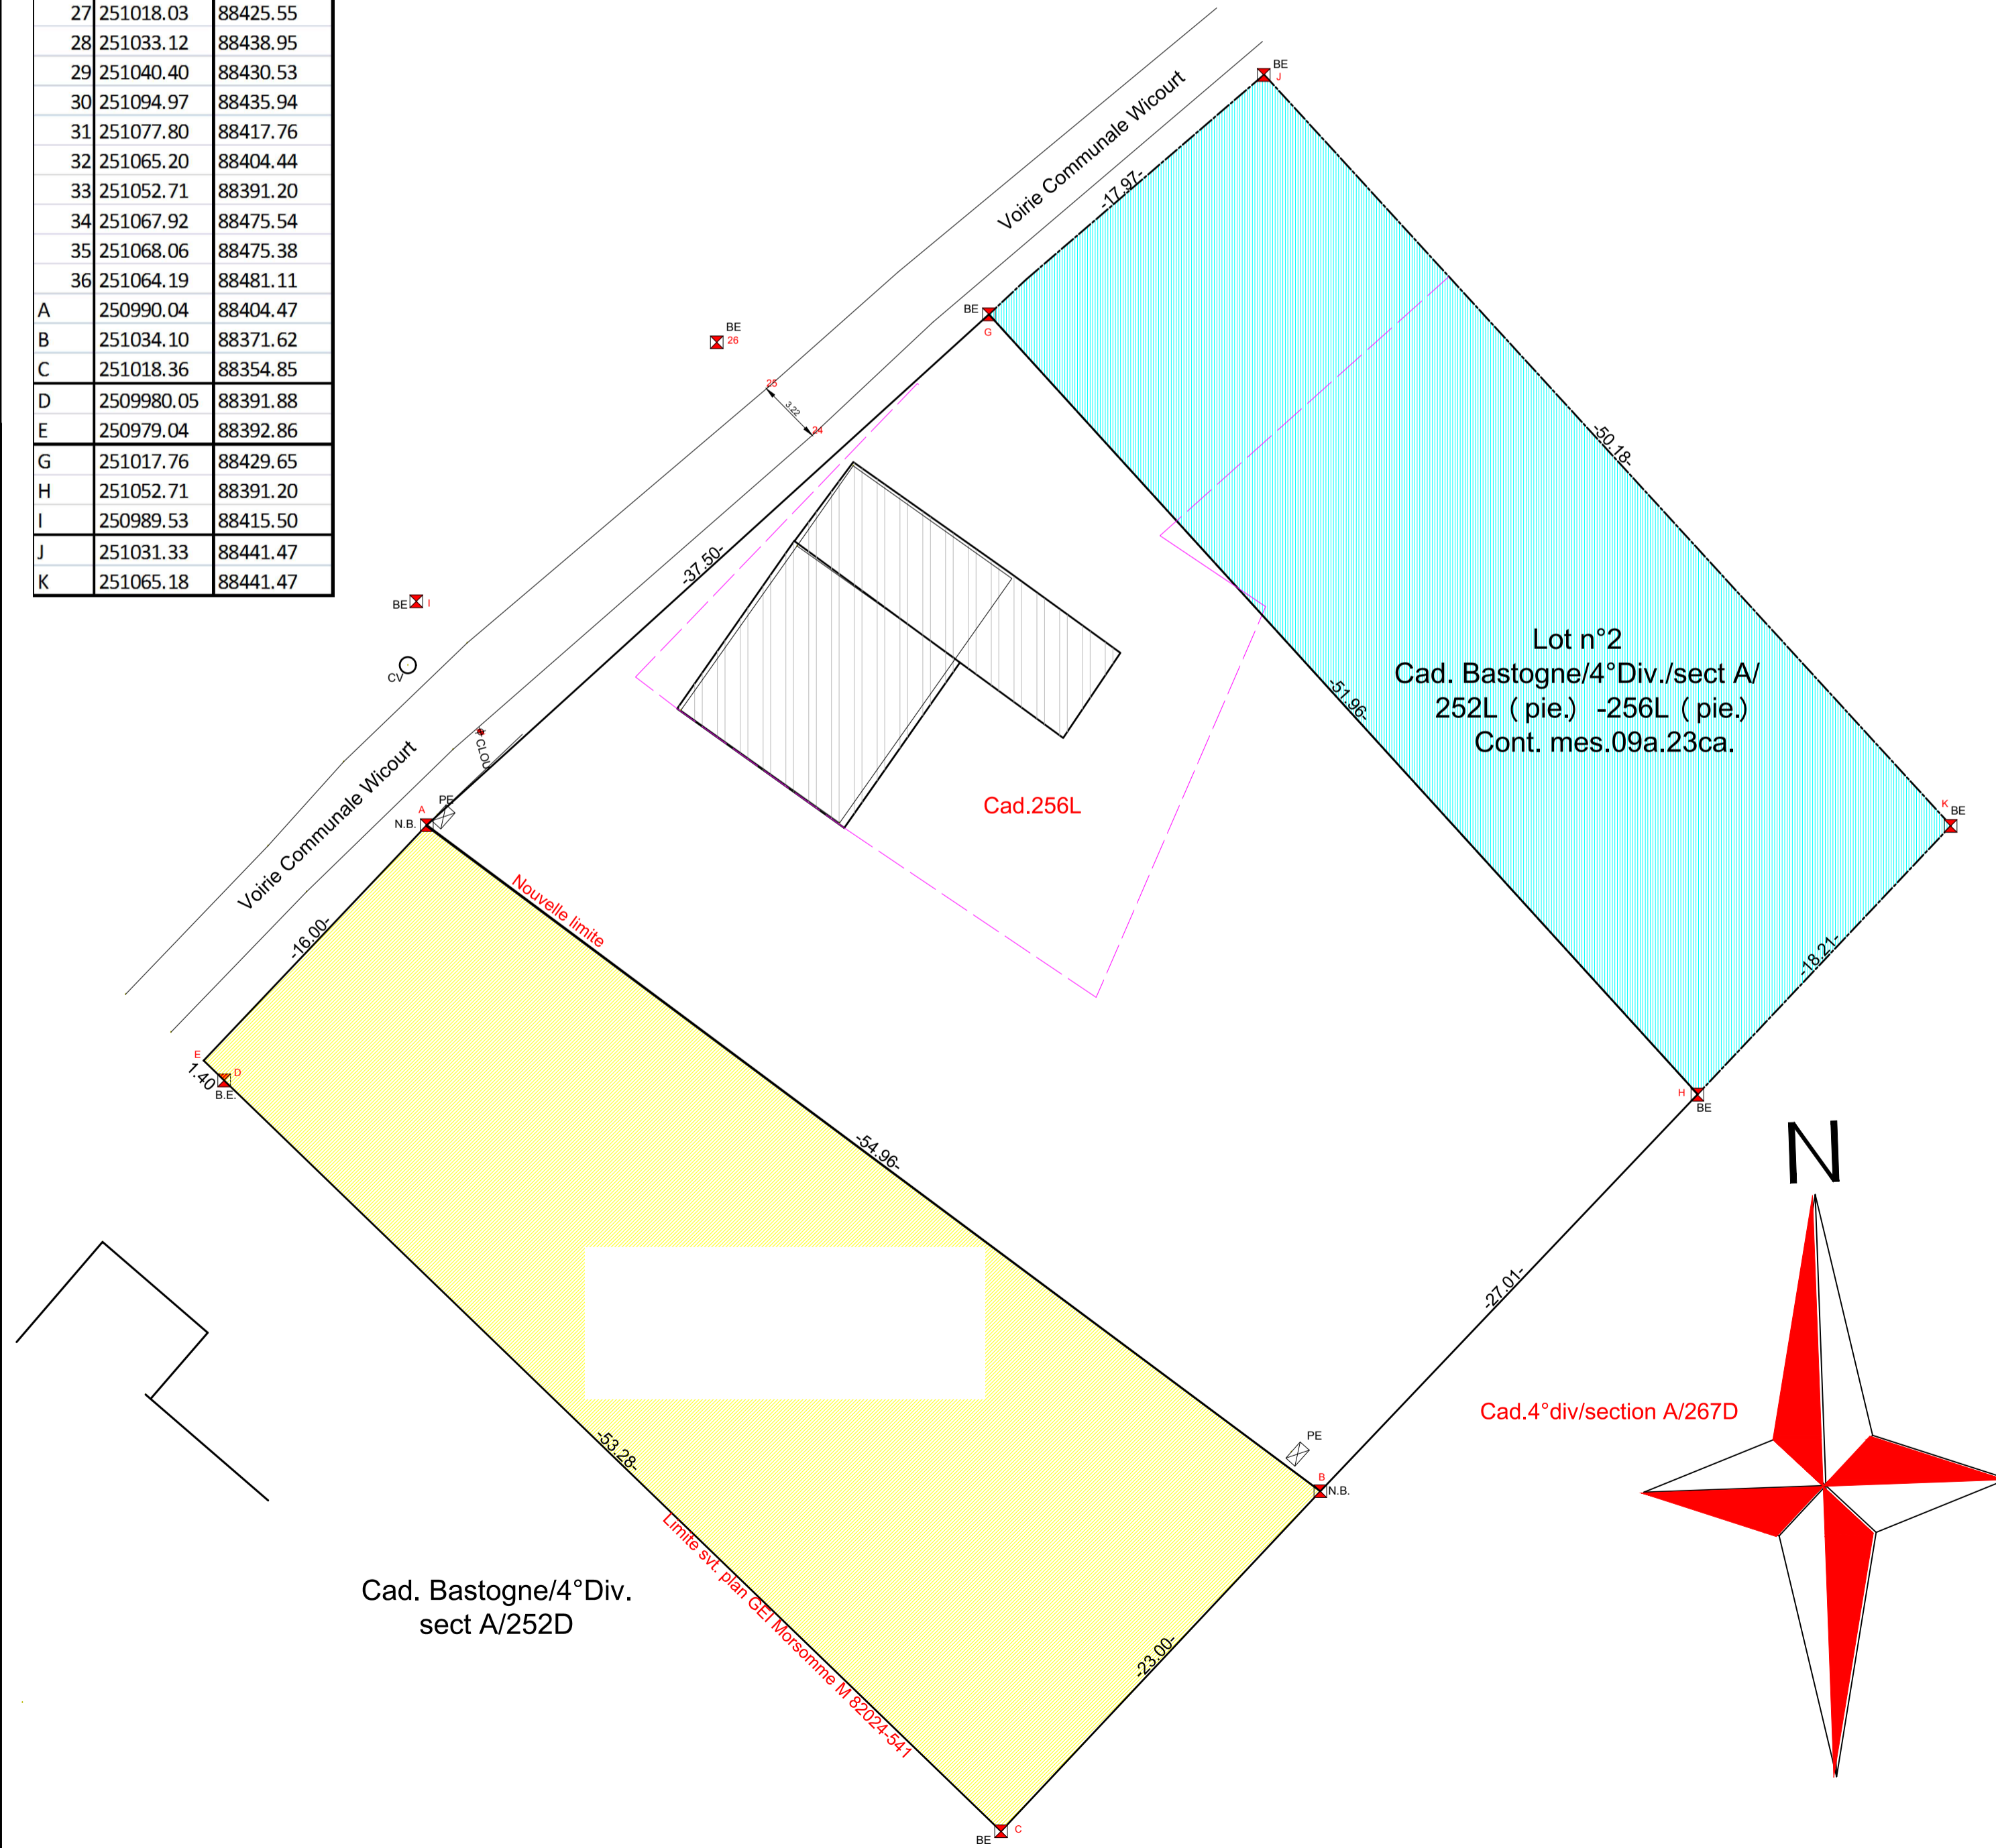 27 251018.03 88425.55
28 251033.12 88438.95
29 251040.40 88430.53
30 251094.97 88435.94
31 251077.80 88417.76
32 251065.20 88404.44
33 251052.71 88391.20
34 251067.92 88475.54
35 251068.06 88475.38
36 251064.19 88481.11
A 250990.04 88404.47
B 251034.10 88371.62
C 251018.36 88354.85
D 2509980.05 88391.88
E 250979.04 88392.86
G 251017.76 88429.65
H 251052.71 88391.20
I 250989.53 88415.50
J 251031.33 88441.47
K 251065.18 88441.47
BE
J
Voirie Communale Wicourt
-17.97-
BE
G
BE
26
25
3.22
24
-50.18-
-37.50-
BE I
CV
CLOU
Lot n°2
Cad. Bastogne/4°Div./sect A/
252L ( pie.) -256L ( pie.)
Cont. mes.09a.23ca.
-51.96-
Cad.256L
K
BE
Voirie Communale Wicourt
A
PE
N.B.
Nouvelle limite
-16.00-
-18.21-
E
D
1.40
B.E.
H
BE
-54.96-
N
-27.01-
Cad.4°div/section A/267D
-53.28-
PE
B
N.B.
Limite svt. plan GEI Morsomme M 82024-541
Cad. Bastogne/4°Div.
sect A/252D
-23.00-
BE
C